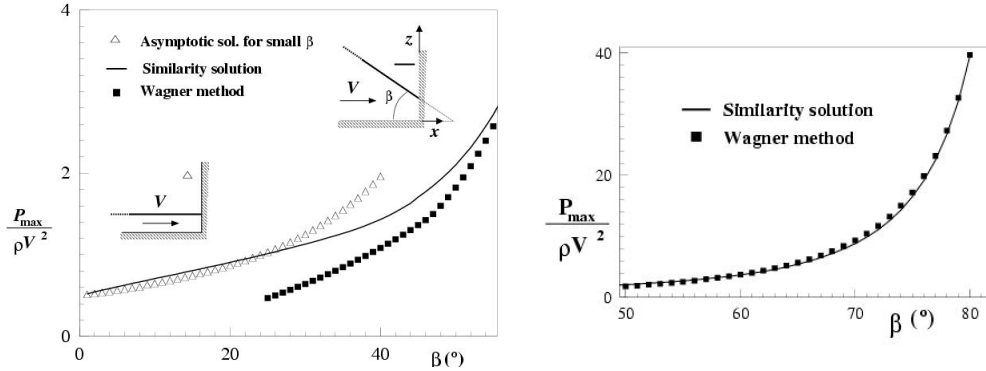 4
△ Asymptotic sol. for small β
Similarity solution
■ Wagner method
z
V
β
x
2
V
P_max
ρV²
0
0
20
40
β(°)
40
Similarity solution
■ Wagner method
20
P_max
ρV²
0
50
60
70
80
β (°)